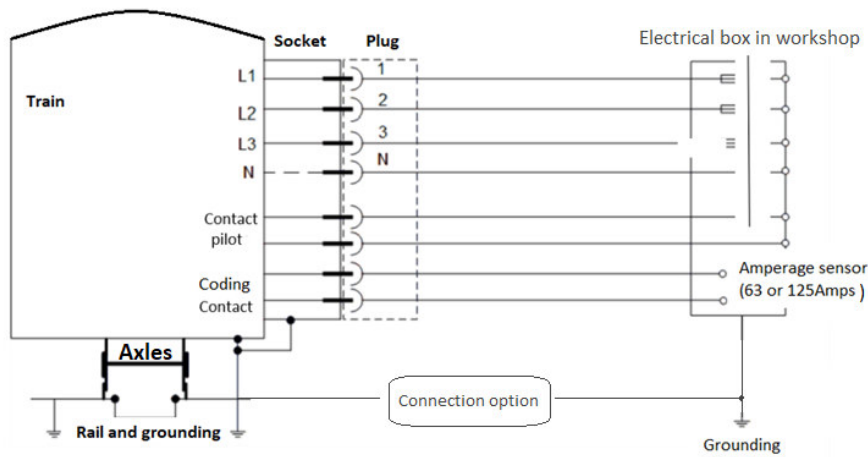 Socket
Plug
Electrical box in workshop
Train
L1
1
L2
2
L3
3
N
N
Contact
pilot
Coding
Contact
Amperage sensor
(63 or 125Amps )
Axles
Connection option
Rail and grounding
Grounding